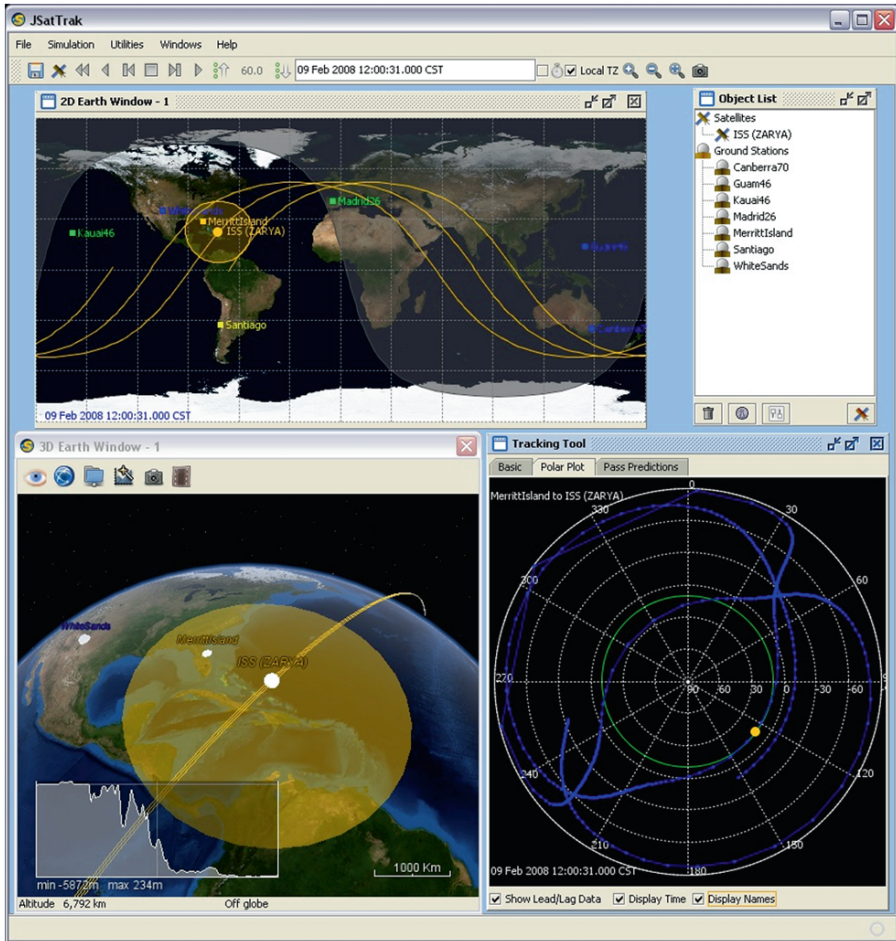 JSatTrak
File Simulation Utilities Windows Help
60.0 09 Feb 2008 12:00:31.000 CST Local TZ
2D Earth Window - 1
WhiteSands
MerrittIsland
ISS (ZARYA)
Kauai46
Madrid26
Guam46
Santiago
09 Feb 2008 12:00:31.000 CST
Object List
Satellites
ISS (ZARYA)
Ground Stations
Canberra70
Guam46
Kauai46
Madrid26
MerrittIsland
Santiago
WhiteSands
3D Earth Window - 1
WhiteSands
MerrittIsland
ISS (ZARYA)
min -5872m max 234m
1000 Km
Altitude 6,792 km Off globe
Tracking Tool
Basic Polar Plot Pass Predictions
MerrittIsland to ISS (ZARYA)
0
330 30
300 60
270 90 60 30 0 -30 -60
240 120
210 150
180
09 Feb 2008 12:00:31.000 CST
Show Lead/Lag Data Display Time Display Names